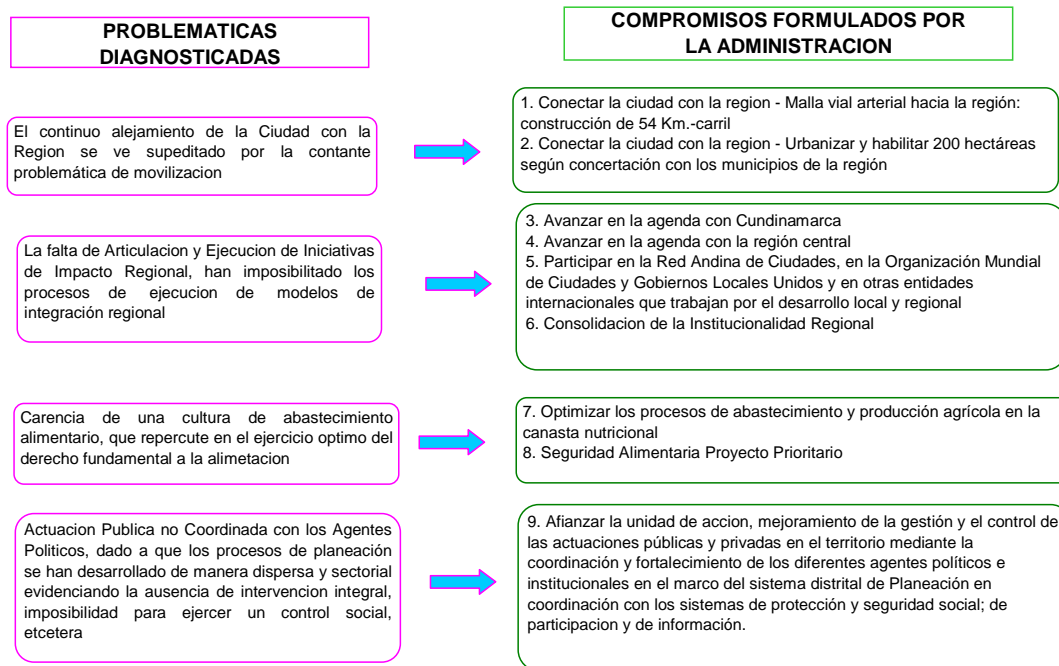 PROBLEMATICAS
DIAGNOSTICADAS
COMPROMISOS FORMULADOS POR
LA ADMINISTRACION
El continuo alejamiento de la Ciudad con la
Region se ve supeditado por la contante
problemática de movilizacion
1. Conectar la ciudad con la region - Malla vial arterial hacia la región:
construcción de 54 Km.-carril
2. Conectar la ciudad con la region - Urbanizar y habilitar 200 hectáreas
según concertación con los municipios de la región
La falta de Articulacion y Ejecucion de Iniciativas
de Impacto Regional, han imposibilitado los
procesos de ejecucion de modelos de
integración regional
3. Avanzar en la agenda con Cundinamarca
4. Avanzar en la agenda con la región central
5. Participar en la Red Andina de Ciudades, en la Organización Mundial
de Ciudades y Gobiernos Locales Unidos y en otras entidades
internacionales que trabajan por el desarrollo local y regional
6. Consolidacion de la Institucionalidad Regional
Carencia de una cultura de abastecimiento
alimentario, que repercute en el ejercicio optimo del
derecho fundamental a la alimetacion
7. Optimizar los procesos de abastecimiento y producción agrícola en la
canasta nutricional
8. Seguridad Alimentaria Proyecto Prioritario
Actuacion Publica no Coordinada con los Agentes
Politicos, dado a que los procesos de planeación
se han desarrollado de manera dispersa y sectorial
evidenciando la ausencia de intervencion integral,
imposibilidad para ejercer un control social,
etcetera
9. Afianzar la unidad de accion, mejoramiento de la gestión y el control de
las actuaciones públicas y privadas en el territorio mediante la
coordinación y fortalecimiento de los diferentes agentes políticos e
institucionales en el marco del sistema distrital de Planeación en
coordinación con los sistemas de protección y seguridad social; de
participacion y de información.